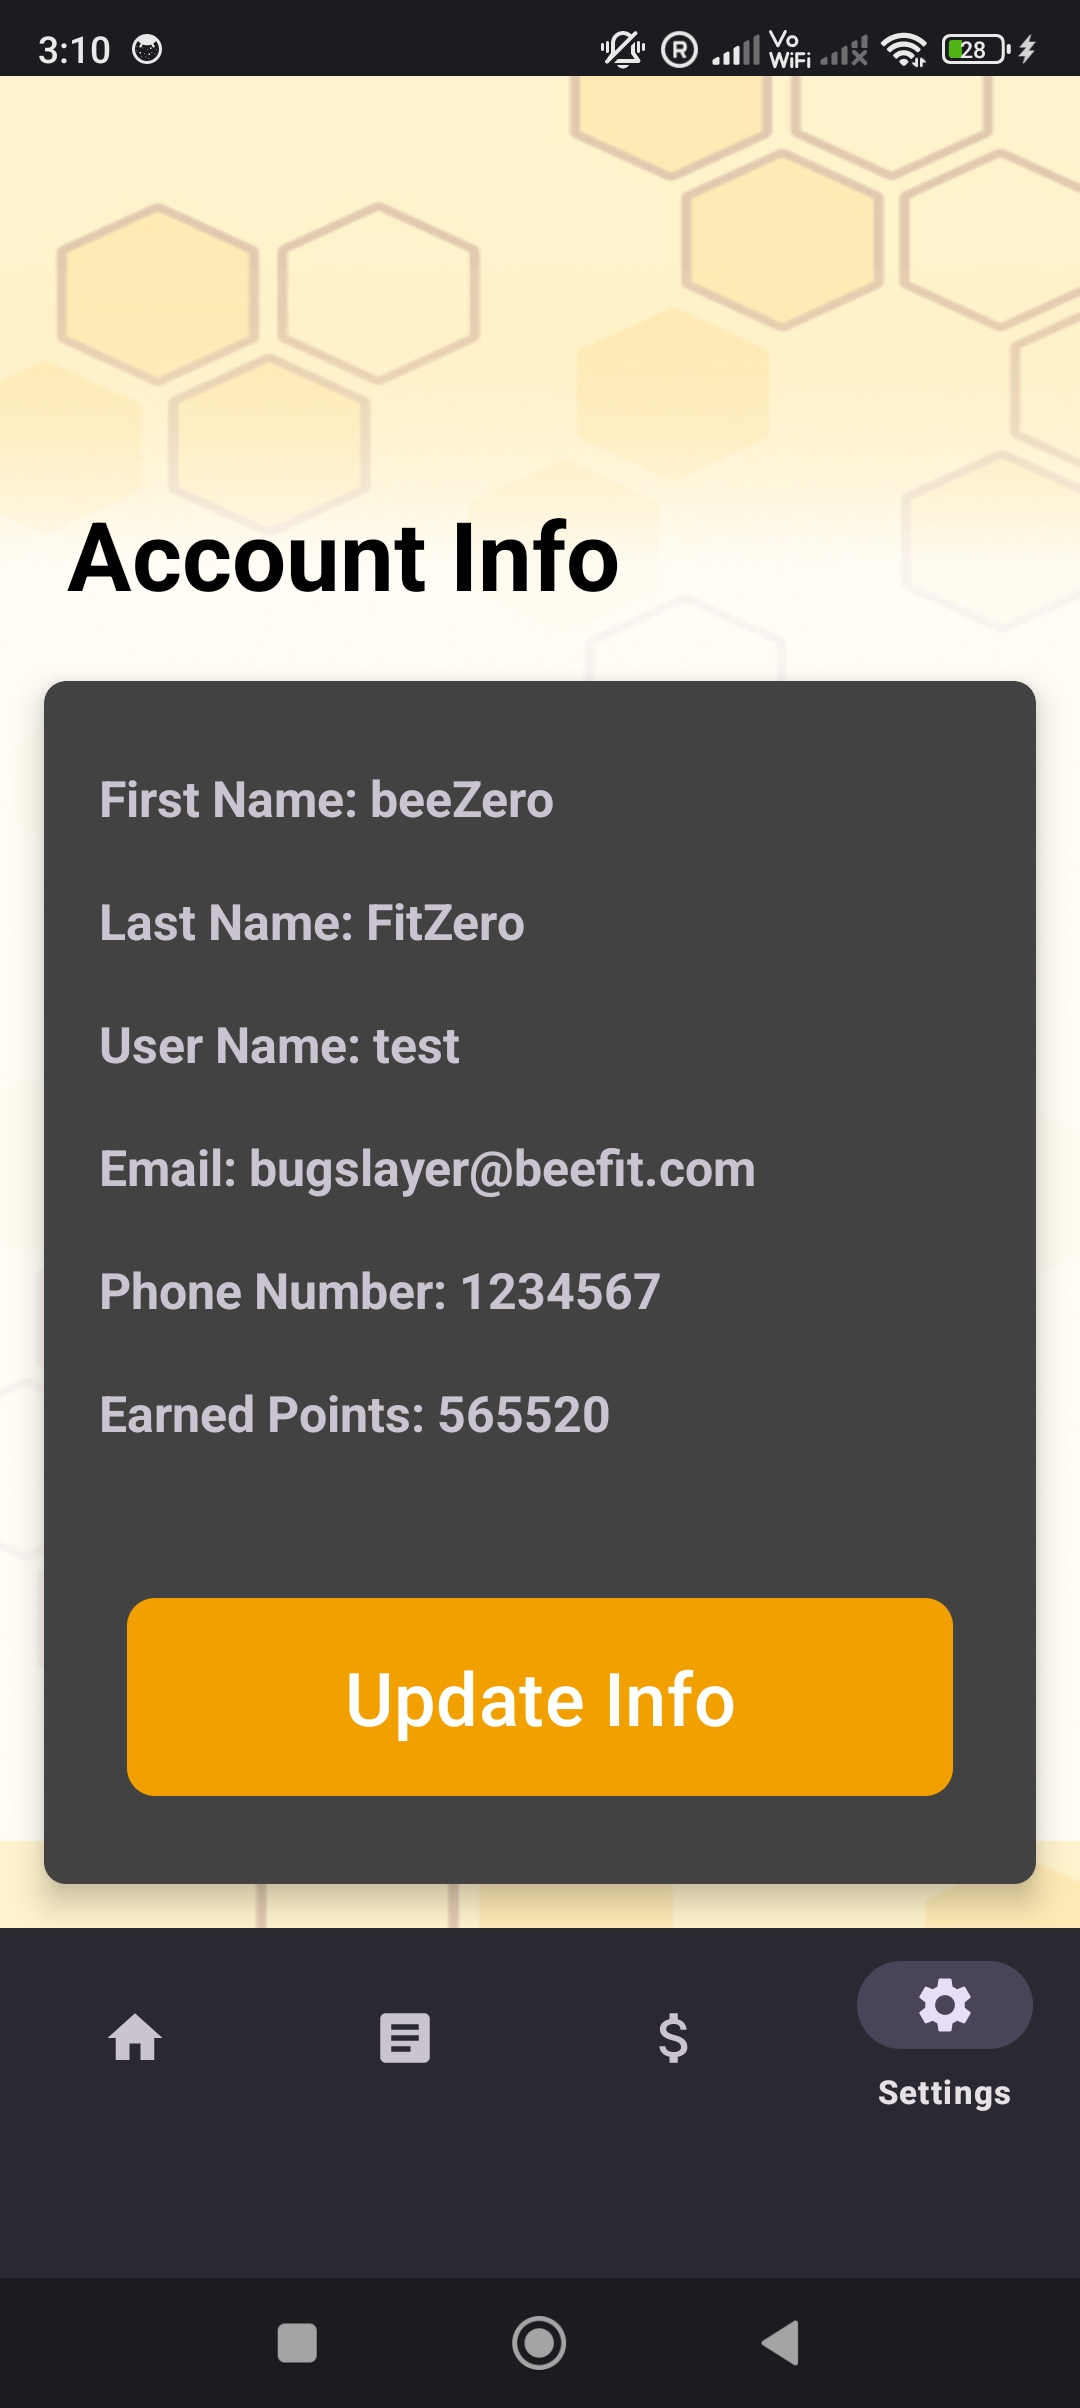 3:10
R
Vo
WiFi
28
Account Info
First Name: beeZero
Last Name: FitZero
User Name: test
Email: bugslayer@beefit.com
Phone Number: 1234567
Earned Points: 565520
Update Info
$
Settings